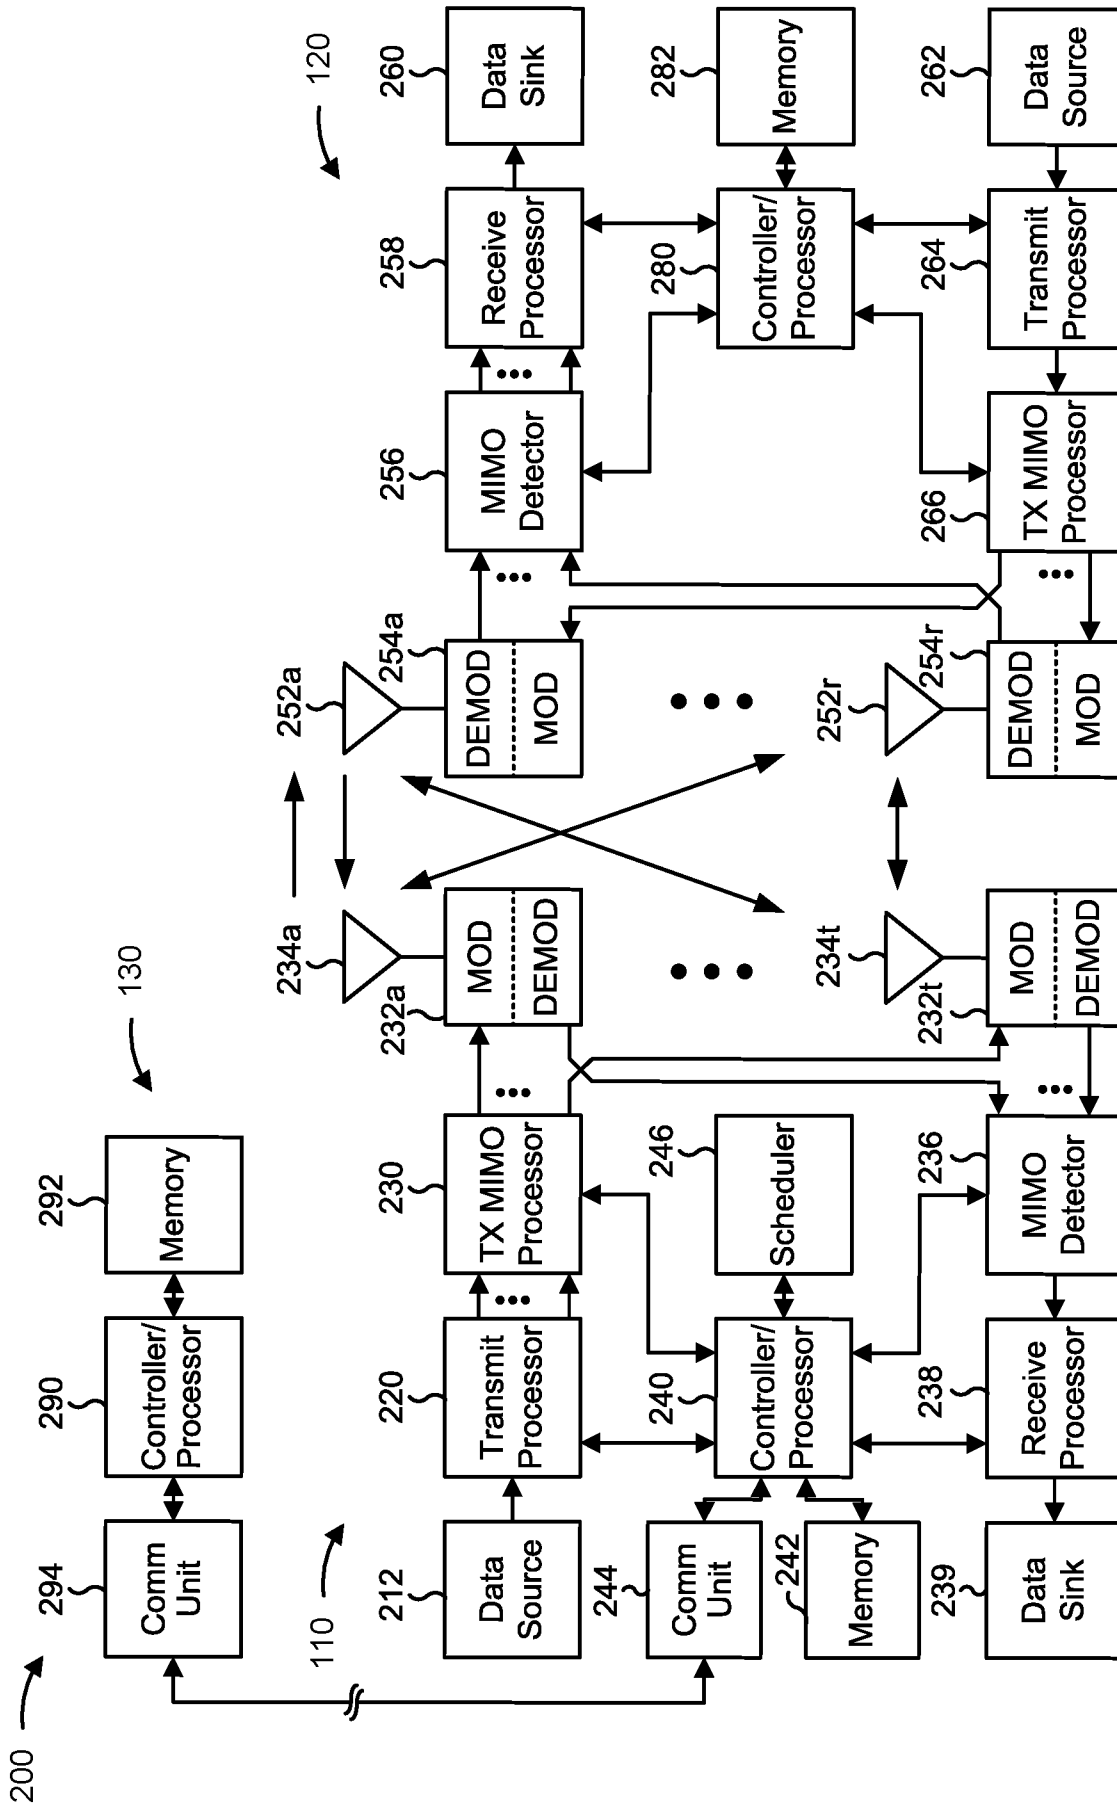 200
294
Comm
Unit
290
Controller/
Processor
292
Memory
130
110
120
212
Data
Source
220
Transmit
Processor
230
TX MIMO
Processor
232a
MOD
DEMOD
234a
252a
254a
DEMOD
MOD
256
MIMO
Detector
258
Receive
Processor
260
Data
Sink
244
Comm
Unit
242
Memory
240
Controller/
Processor
246
Scheduler
280
Controller/
Processor
282
Memory
239
Data
Sink
238
Receive
Processor
236
MIMO
Detector
232t
MOD
DEMOD
234t
252r
254r
DEMOD
MOD
266
TX MIMO
Processor
264
Transmit
Processor
262
Data
Source